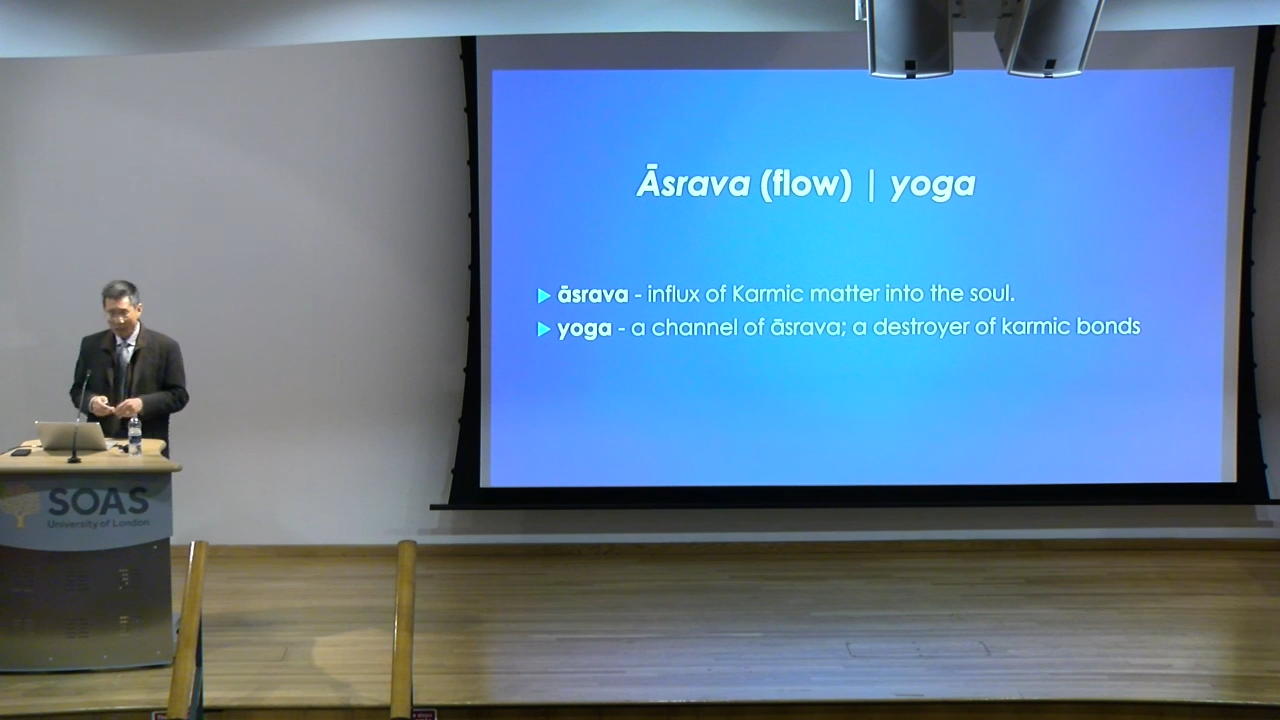 Āsrava (flow) | yoga
āsrava - influx of Karmic matter into the soul.
yoga - a channel of āsrava; a destroyer of karmic bonds
SOAS
University of London